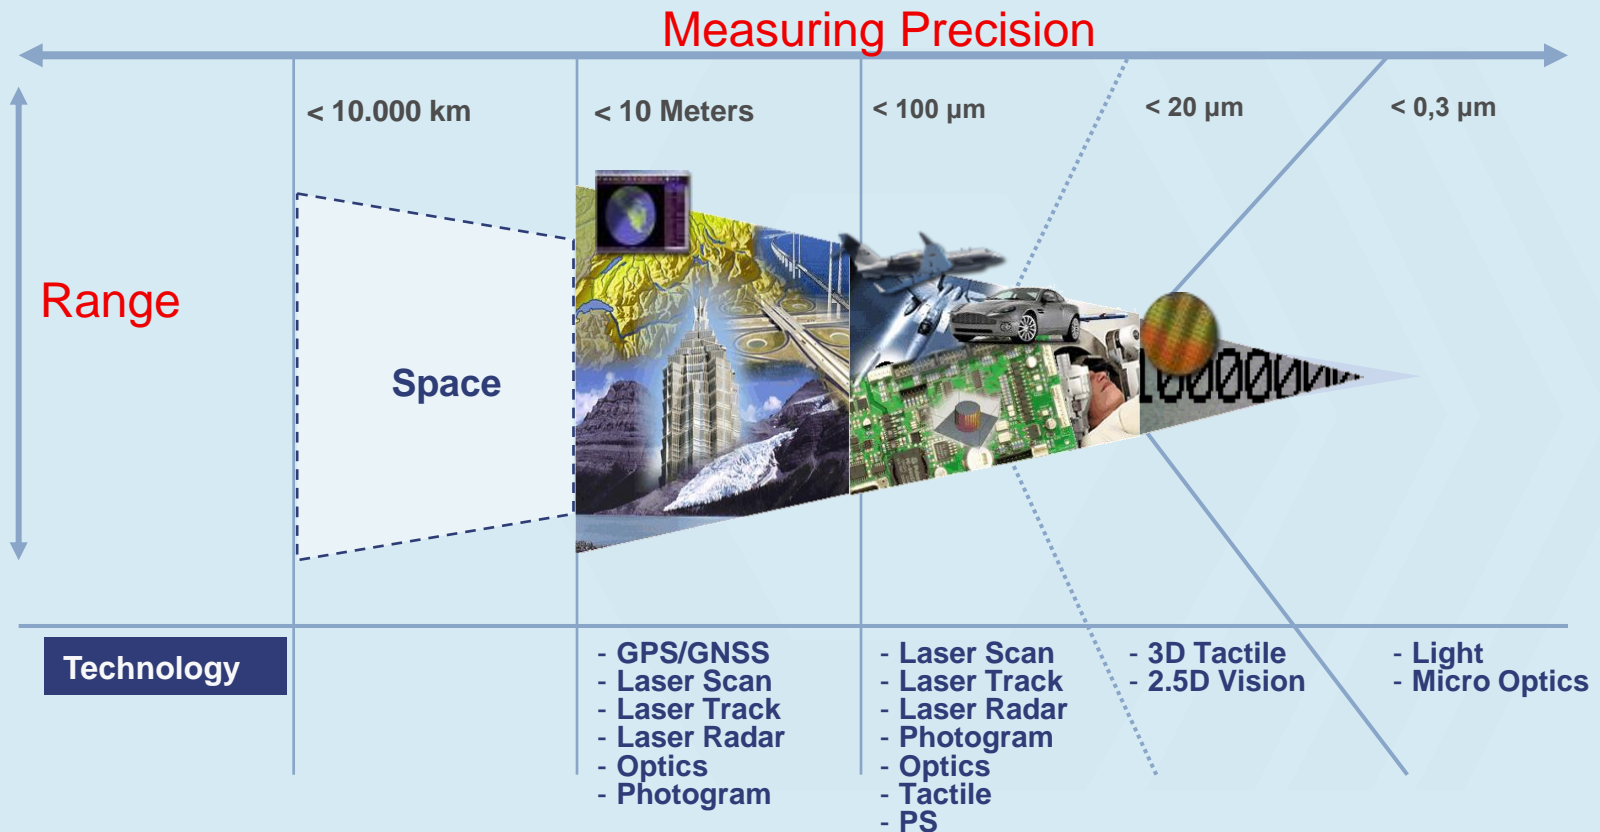 Measuring Precision
< 10.000 km
< 10 Meters
< 100 µm
< 20 µm
< 0,3 µm
Range
Space
Technology
- GPS/GNSS
- Laser Scan
- Laser Track
- Laser Radar
- Optics
- Photogram
- Laser Scan
- Laser Track
- Laser Radar
- Photogram
- Optics
- Tactile
- PS
- 3D Tactile
- 2.5D Vision
- Light
- Micro Optics